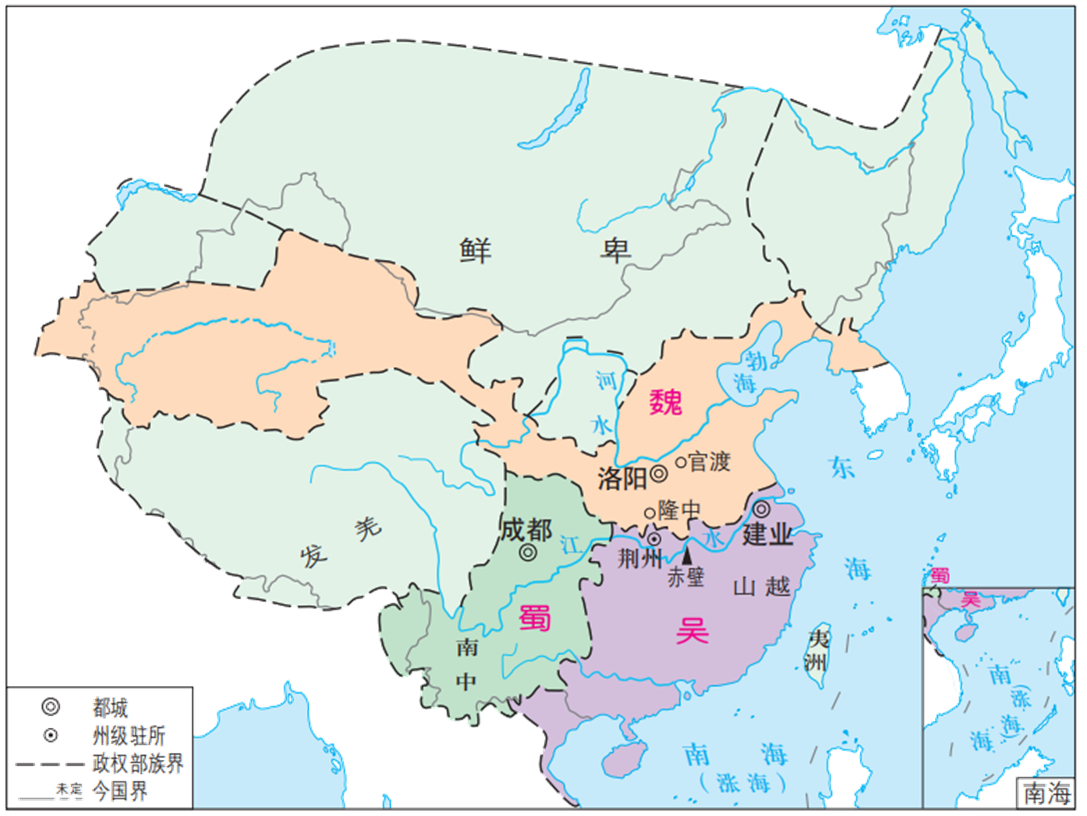 鲜卑
河水
魏
勃海
洛阳
官渡
隆中
东海
成都
江水
建业
荆州
赤壁
山越
发羌
蜀
吴
南中
夷洲
南海
(涨海)
蜀
吴
南海
涨海
南海
都城
州级驻所
政权部族界
未定
今国界